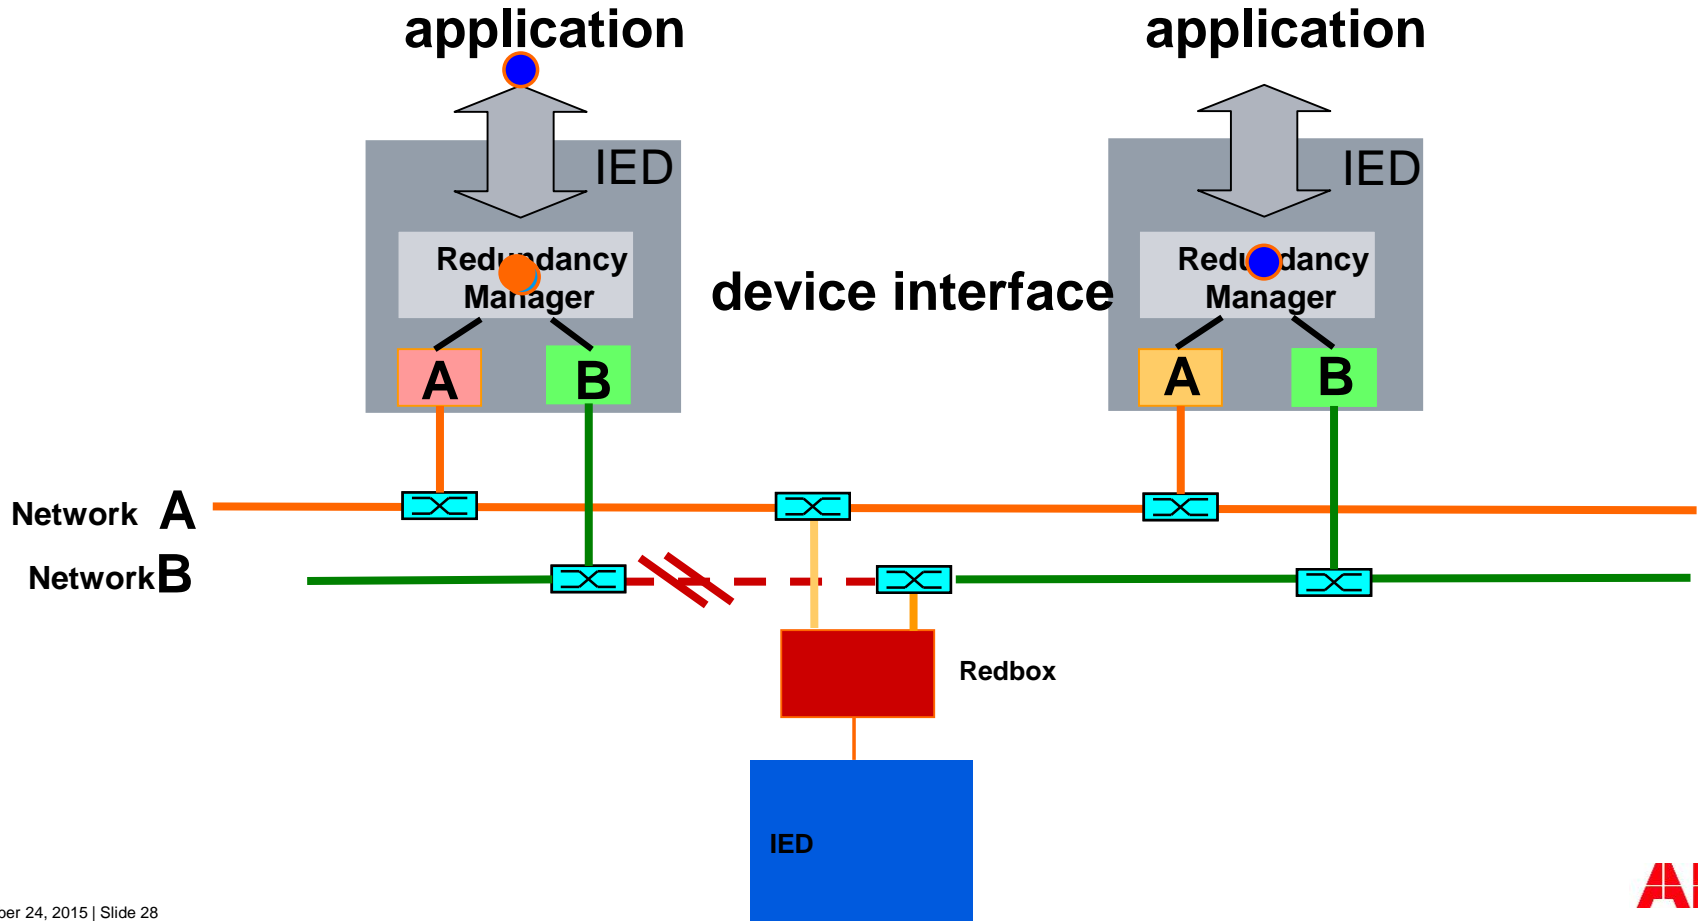 application
application
IED
IED
Redundancy
Manager
device interface
Redundancy
Manager
A
B
A
B
Network A
Network B
Redbox
IED
ber 24, 2015 | Slide 28